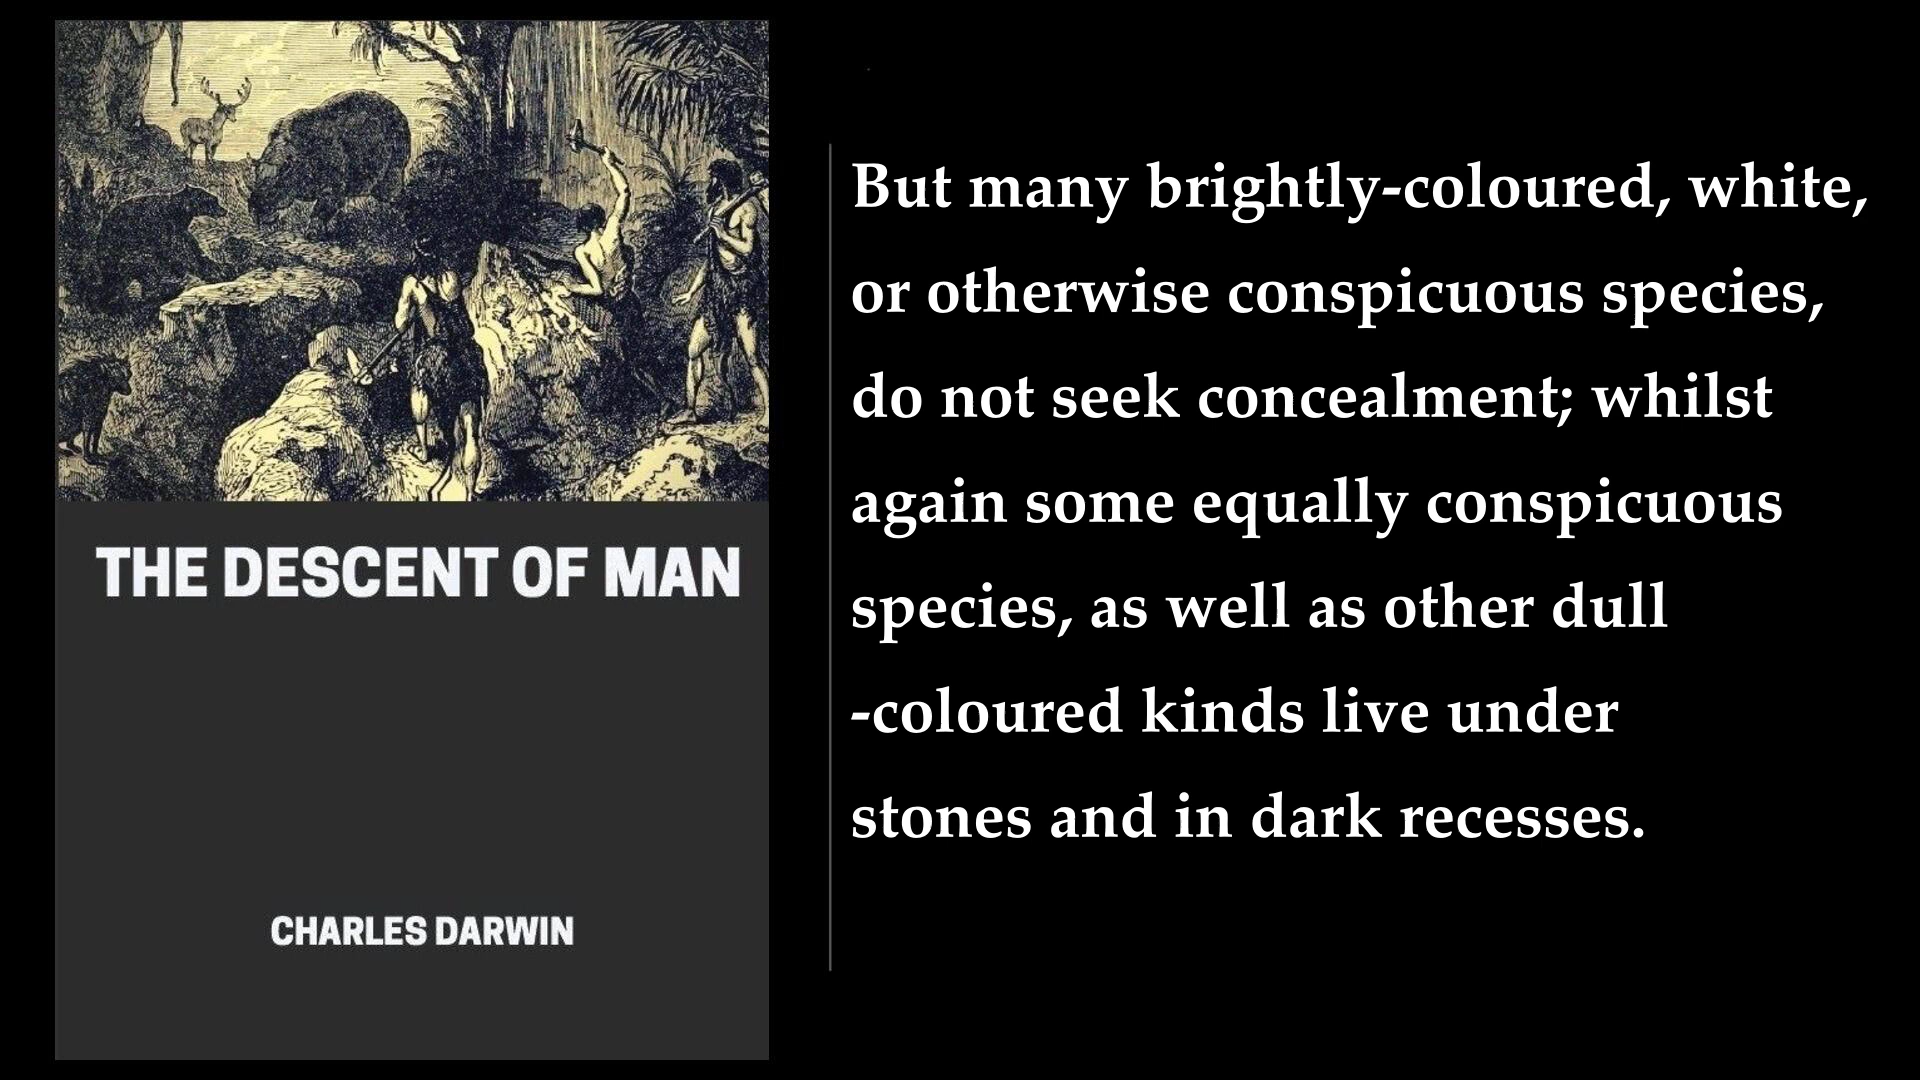 THE DESCENT OF MAN
CHARLES DARWIN
But many brightly-coloured, white,
or otherwise conspicuous species,
do not seek concealment; whilst
again some equally conspicuous
species, as well as other dull
-coloured kinds live under
stones and in dark recesses.